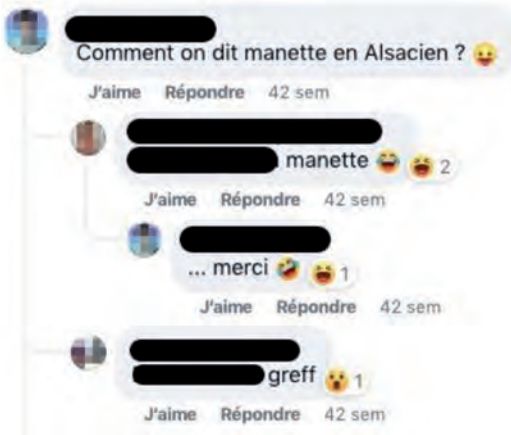 Comment on dit manette en Alsacien ? 😛
J'aime Répondre 42 sem
manette 😂 2
J'aime Répondre 42 sem
... merci 🤣 1
J'aime Répondre 42 sem
greff 1
J'aime Répondre 42 sem